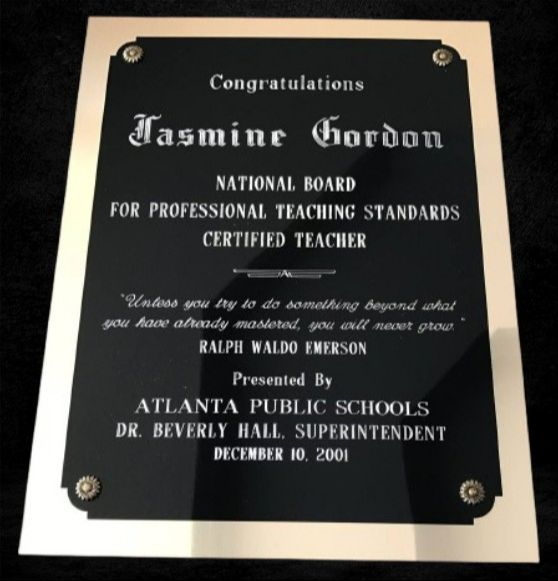 Congratulations
Jasmine Gordon
NATIONAL BOARD
FOR PROFESSIONAL TEACHING STANDARDS
CERTIFIED TEACHER
"Unless you try to do something beyond what
you have already mastered, you will never grow."
RALPH WALDO EMERSON
Presented By
ATLANTA PUBLIC SCHOOLS
DR. BEVERLY HALL, SUPERINTENDENT
DECEMBER 10, 2001